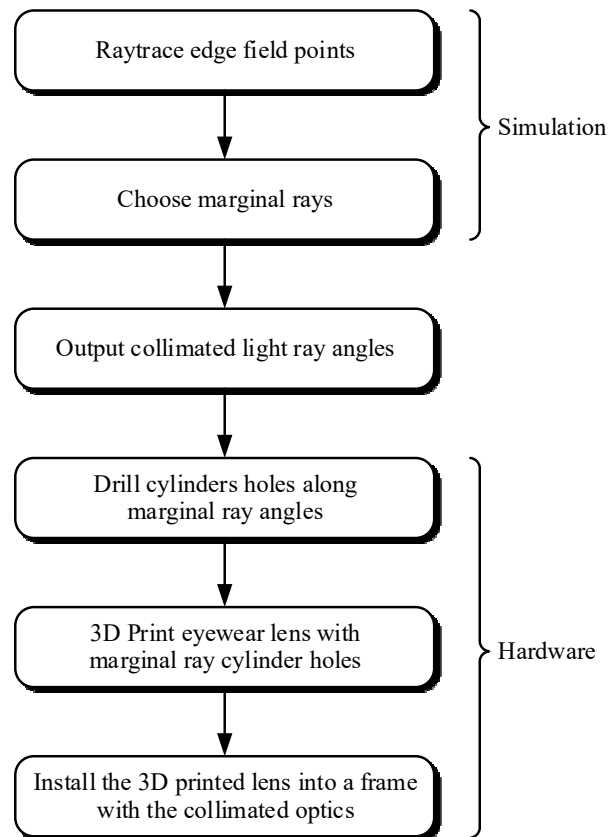 Raytrace edge field points
Simulation
Choose marginal rays
Output collimated light ray angles
Drill cylinders holes along
marginal ray angles
3D Print eyewear lens with
marginal ray cylinder holes
Hardware
Install the 3D printed lens into a frame
with the collimated optics